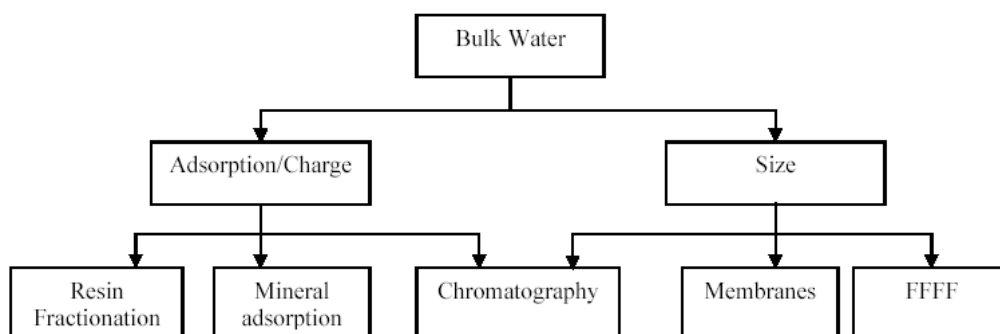 Bulk Water
Adsorption/Charge
Size
Resin
Fractionation
Mineral
adsorption
Chromatography
Membranes
FFFF